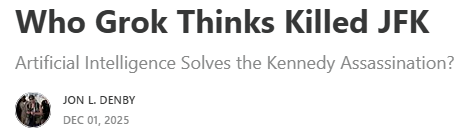 Who Grok Thinks Killed JFK
Artificial Intelligence Solves the Kennedy Assassination?
JON L. DENBY
DEC 01, 2025